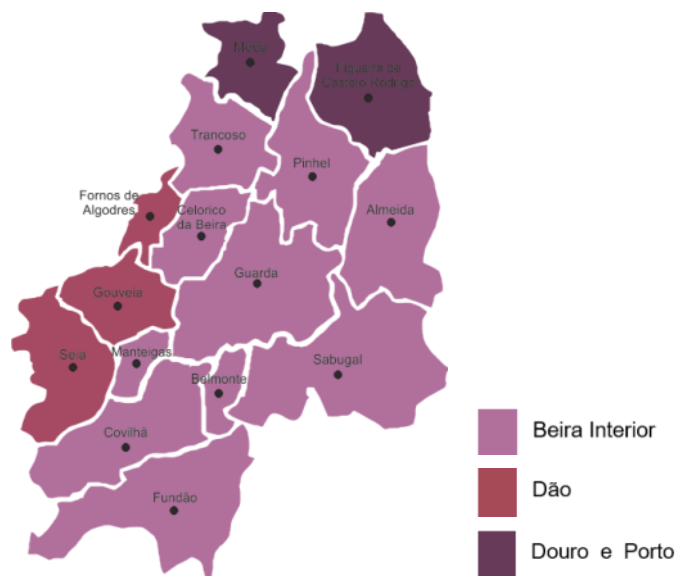 Meda
Figueira de
Castelo Rodrigo
Trancoso
Pinhel
Fornos de
Algodres
Celorico
da Beira
Almeida
Guarda
Gouveia
Seia
Manteigas
Belmonte
Sabugal
Covilhã
Fundão
Beira Interior
Dão
Douro e Porto